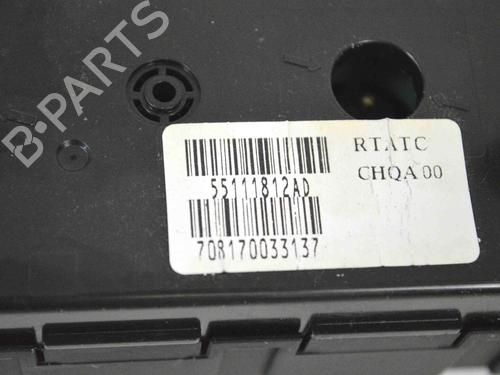 B-PARTS
RTATC
CHQA 00
55111812AD
708170033137